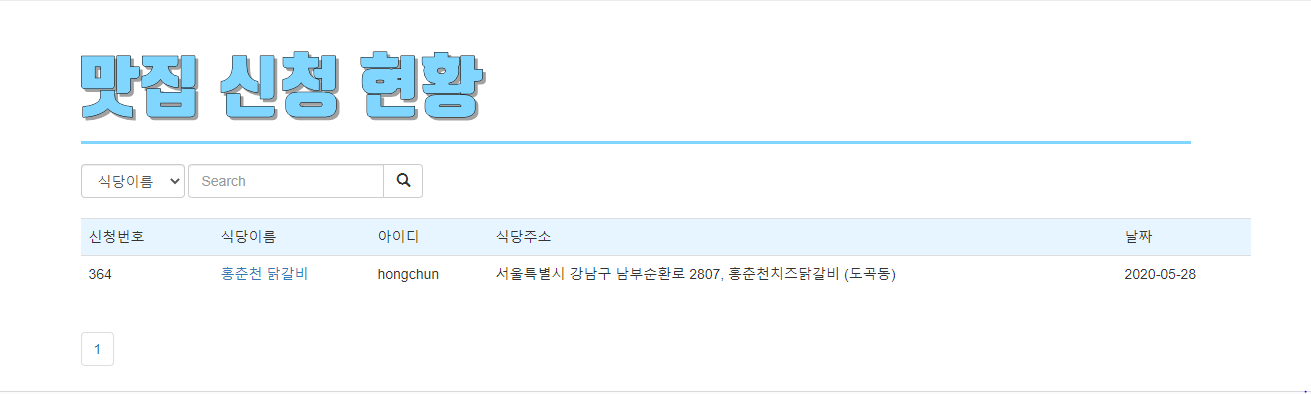 맛집 신청 현황
식당이름 Search
신청번호 식당이름 아이디 식당주소 날짜
364 홍춘천 닭갈비 hongchun 서울특별시 강남구 남부순환로 2807, 홍춘천치즈닭갈비 (도곡동) 2020-05-28
1